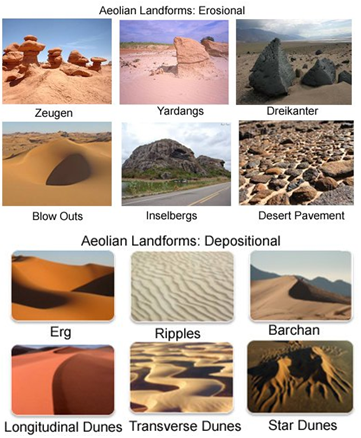 Aeolian Landforms: Erosional
Zeugen
Yardangs
Dreikanter
Blow Outs
Inselbergs
Desert Pavement
Aeolian Landforms: Depositional
Erg
Ripples
Barchan
Longitudinal Dunes
Transverse Dunes
Star Dunes